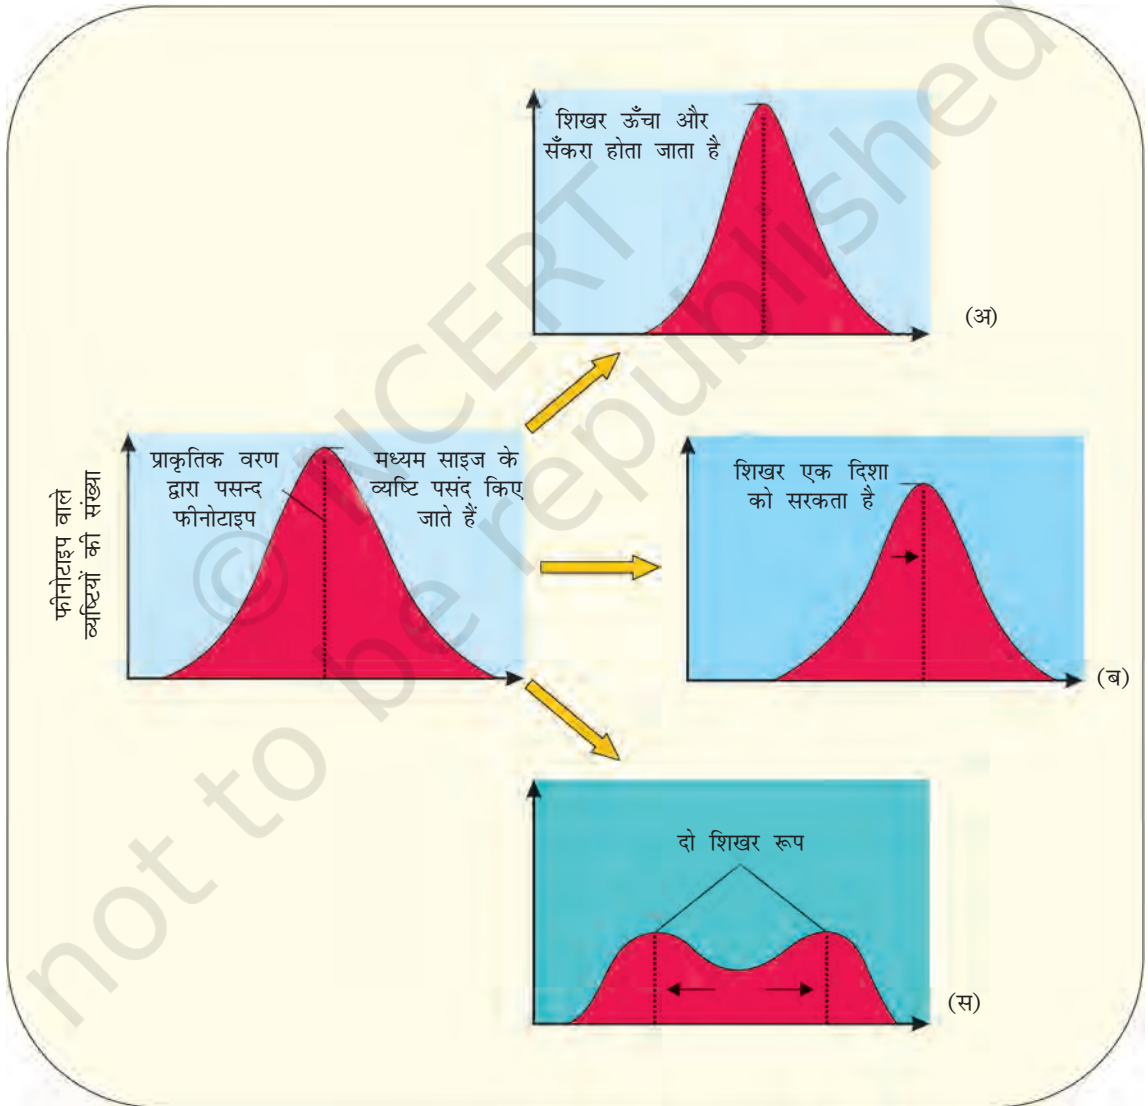 शिखर ऊँचा और
सँकरा होता जाता है
(अ)
फीनोटाइप वाले
व्यष्टियों की संख्या
प्राकृतिक वरण
द्वारा पसन्द
फीनोटाइप
मध्यम साइज के
व्यष्टि पसंद किए
जाते हैं
शिखर एक दिशा
को सरकता है
(ब)
दो शिखर रूप
(स)
© NCERT
not to be republished